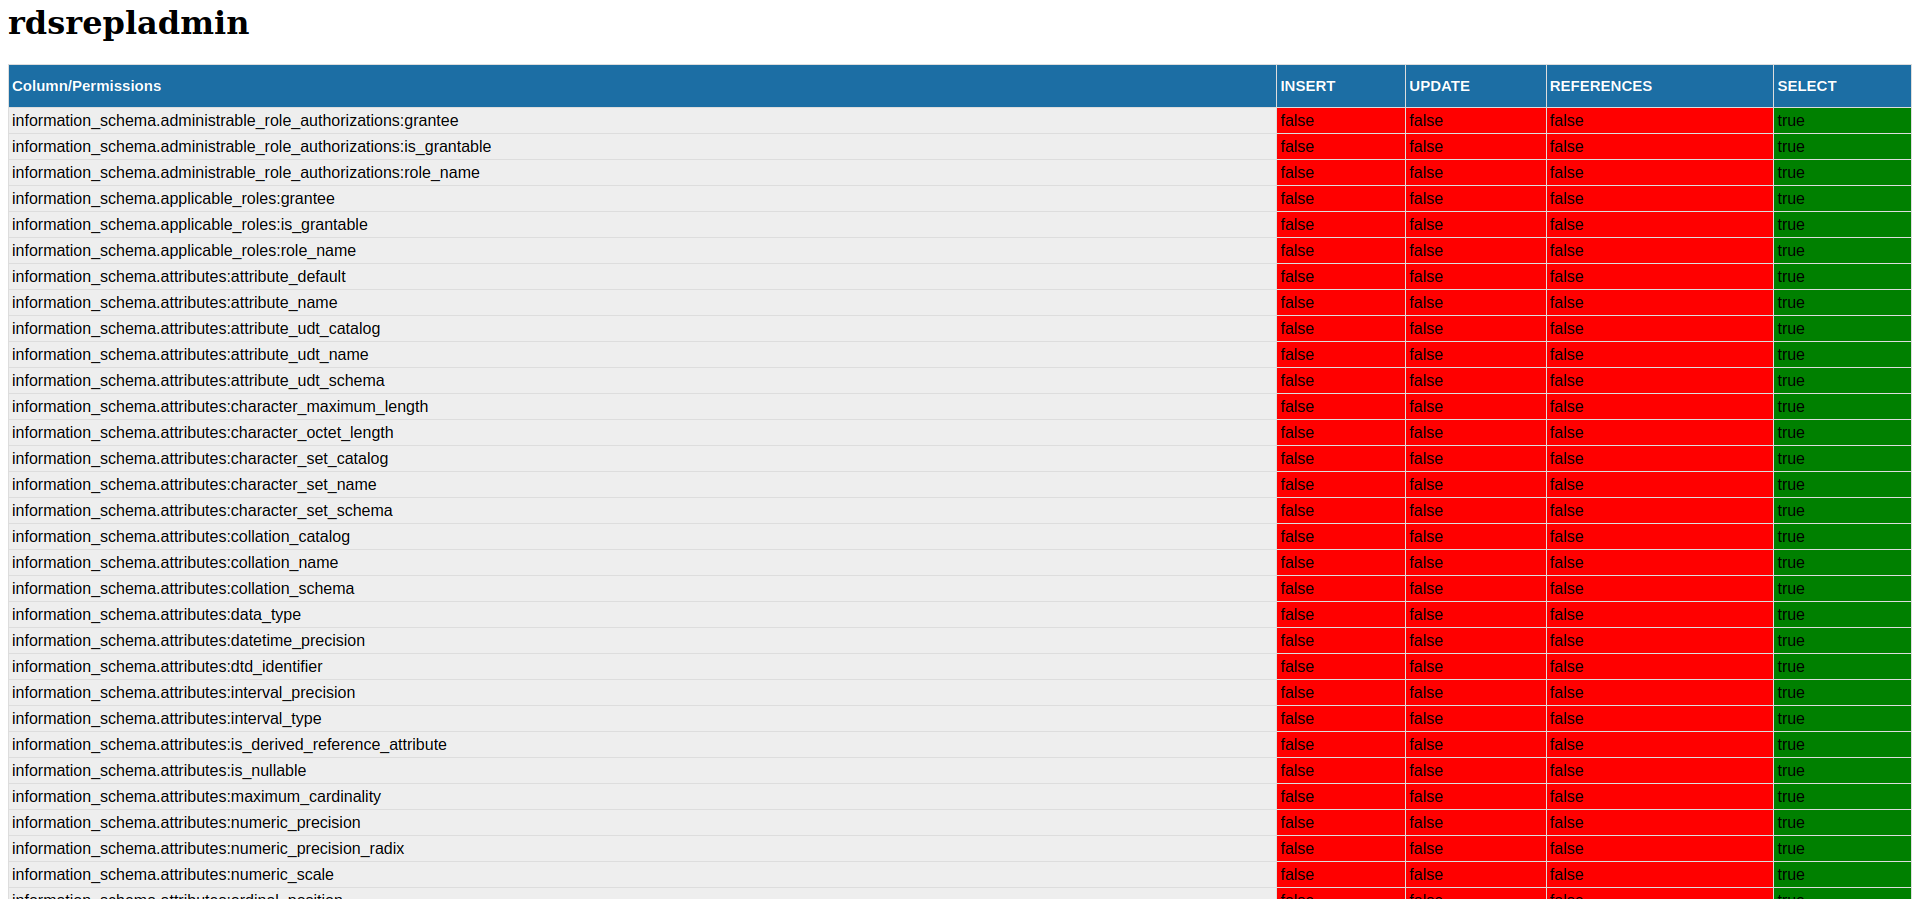 rdsrepladmin
Column/Permissions INSERT UPDATE REFERENCES SELECT
information_schema.administrable_role_authorizations:grantee false false false true
information_schema.administrable_role_authorizations:is_grantable false false false true
information_schema.administrable_role_authorizations:role_name false false false true
information_schema.applicable_roles:grantee false false false true
information_schema.applicable_roles:is_grantable false false false true
information_schema.applicable_roles:role_name false false false true
information_schema.attributes:attribute_default false false false true
information_schema.attributes:attribute_name false false false true
information_schema.attributes:attribute_udt_catalog false false false true
information_schema.attributes:attribute_udt_name false false false true
information_schema.attributes:attribute_udt_schema false false false true
information_schema.attributes:character_maximum_length false false false true
information_schema.attributes:character_octet_length false false false true
information_schema.attributes:character_set_catalog false false false true
information_schema.attributes:character_set_name false false false true
information_schema.attributes:character_set_schema false false false true
information_schema.attributes:collation_catalog false false false true
information_schema.attributes:collation_name false false false true
information_schema.attributes:collation_schema false false false true
information_schema.attributes:data_type false false false true
information_schema.attributes:datetime_precision false false false true
information_schema.attributes:dtd_identifier false false false true
information_schema.attributes:interval_precision false false false true
information_schema.attributes:interval_type false false false true
information_schema.attributes:is_derived_reference_attribute false false false true
information_schema.attributes:is_nullable false false false true
information_schema.attributes:maximum_cardinality false false false true
information_schema.attributes:numeric_precision false false false true
information_schema.attributes:numeric_precision_radix false false false true
information_schema.attributes:numeric_scale false false false true
information_schema.attributes:ordinal_position false false false true